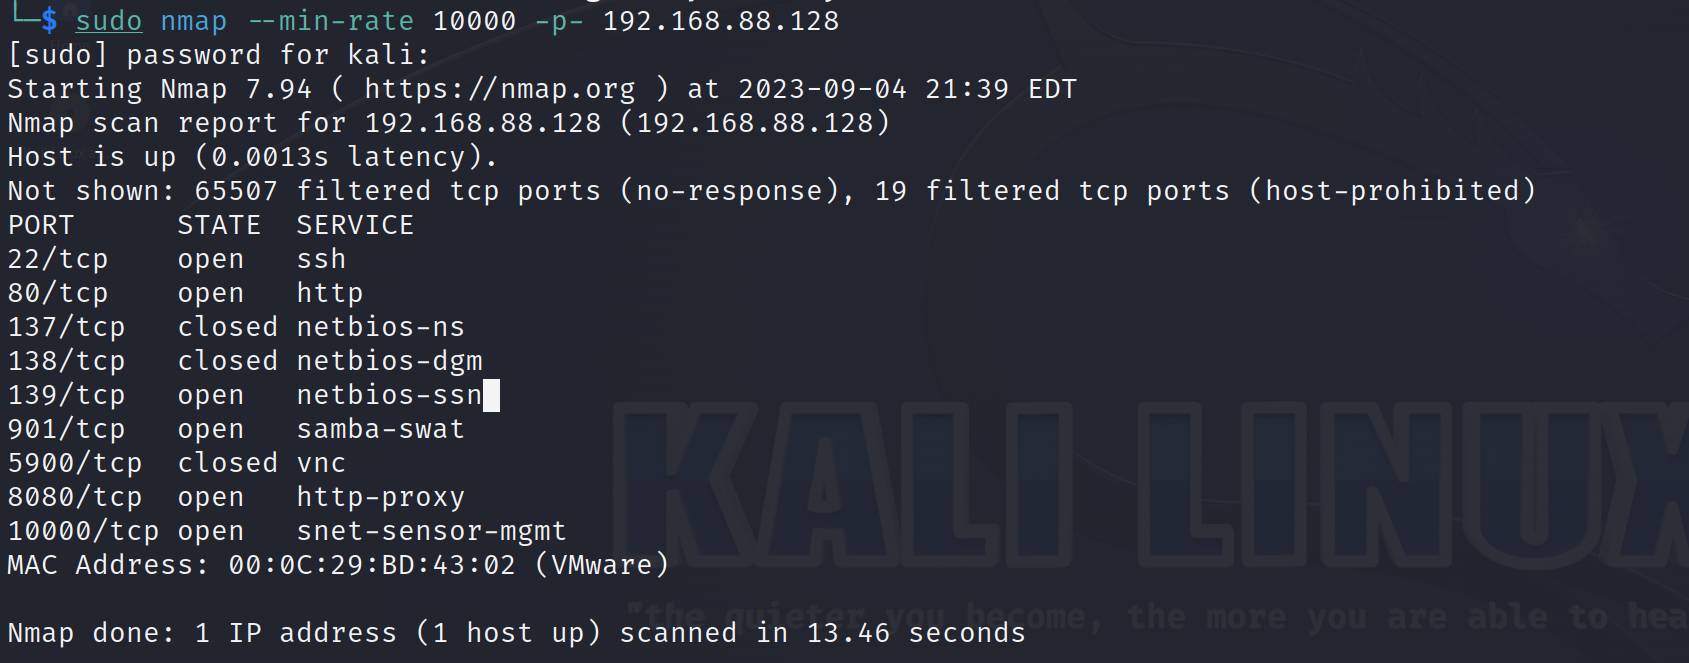 └─$ sudo nmap --min-rate 10000 -p- 192.168.88.128
[sudo] password for kali:
Starting Nmap 7.94 ( https://nmap.org ) at 2023-09-04 21:39 EDT
Nmap scan report for 192.168.88.128 (192.168.88.128)
Host is up (0.0013s latency).
Not shown: 65507 filtered tcp ports (no-response), 19 filtered tcp ports (host-prohibited)
PORT      STATE  SERVICE
22/tcp    open   ssh
80/tcp    open   http
137/tcp   closed netbios-ns
138/tcp   closed netbios-dgm
139/tcp   open   netbios-ssn
901/tcp   open   samba-swat
5900/tcp  closed vnc
8080/tcp  open   http-proxy
10000/tcp open   snet-sensor-mgmt
MAC Address: 00:0C:29:BD:43:02 (VMware)
Nmap done: 1 IP address (1 host up) scanned in 13.46 seconds
KALI LINUX
"the quieter you become, the more you are able to hea